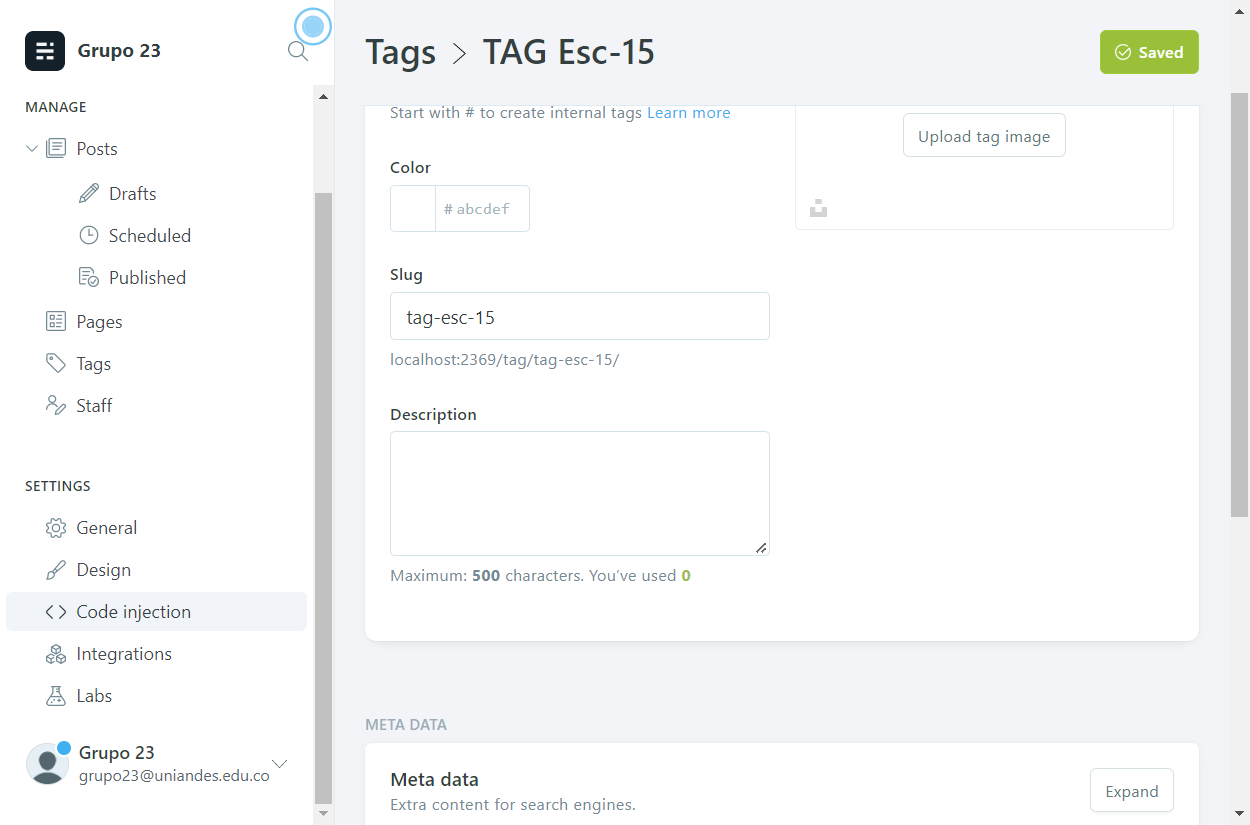 Grupo 23
MANAGE
Posts
Drafts
Scheduled
Published
Pages
Tags
Staff
SETTINGS
General
Design
Code injection
Integrations
Labs
Grupo 23
grupo23@uniandes.edu.co
Tags > TAG Esc-15
Saved
Start with # to create internal tags Learn more
Upload tag image
Color
# abcdef
Slug
tag-esc-15
localhost:2369/tag/tag-esc-15/
Description
Maximum: 500 characters. You’ve used 0
META DATA
Meta data
Extra content for search engines.
Expand